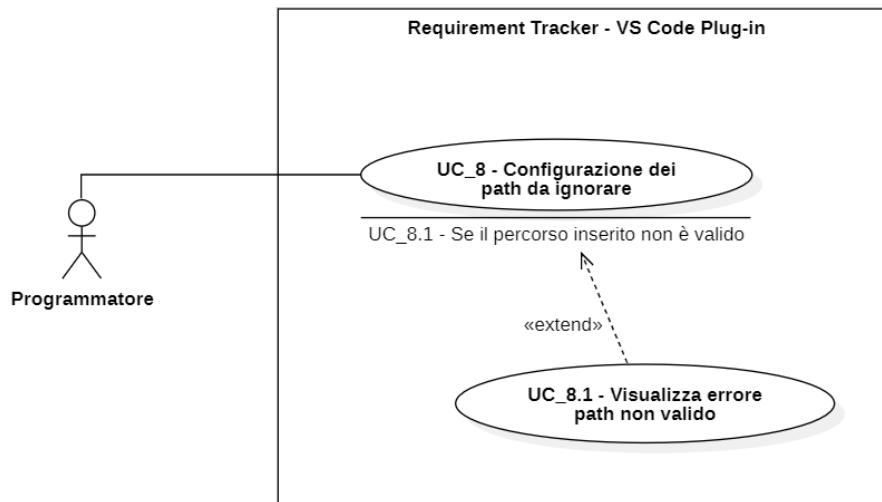 Requirement Tracker - VS Code Plug-in
UC_8 - Configurazione dei
path da ignorare
UC_8.1 - Se il percorso inserito non è valido
Programmatore
«extend»
UC_8.1 - Visualizza errore
path non valido